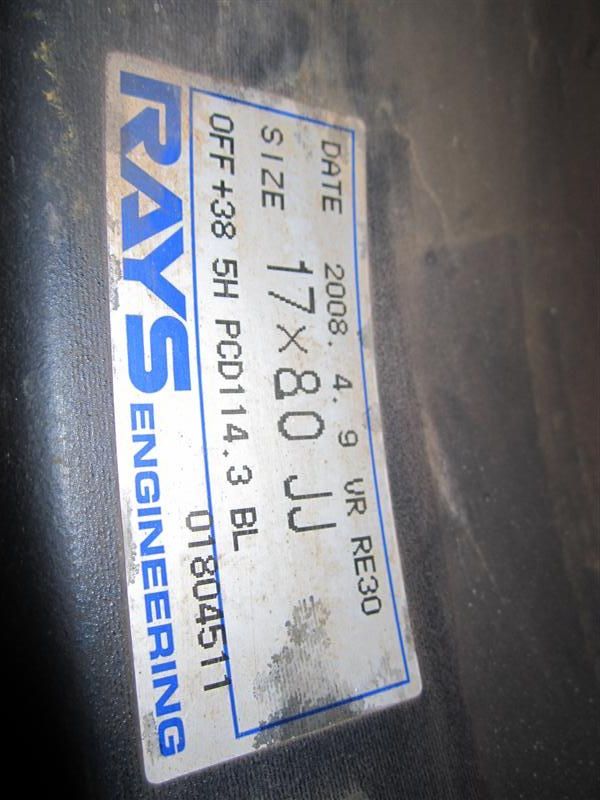 DATE 2008. 4. 9 VR RE30
SIZE 17×80 JJ
OFF+38 5H PCD114.3 BL
01804511
RAYS ENGINEERING